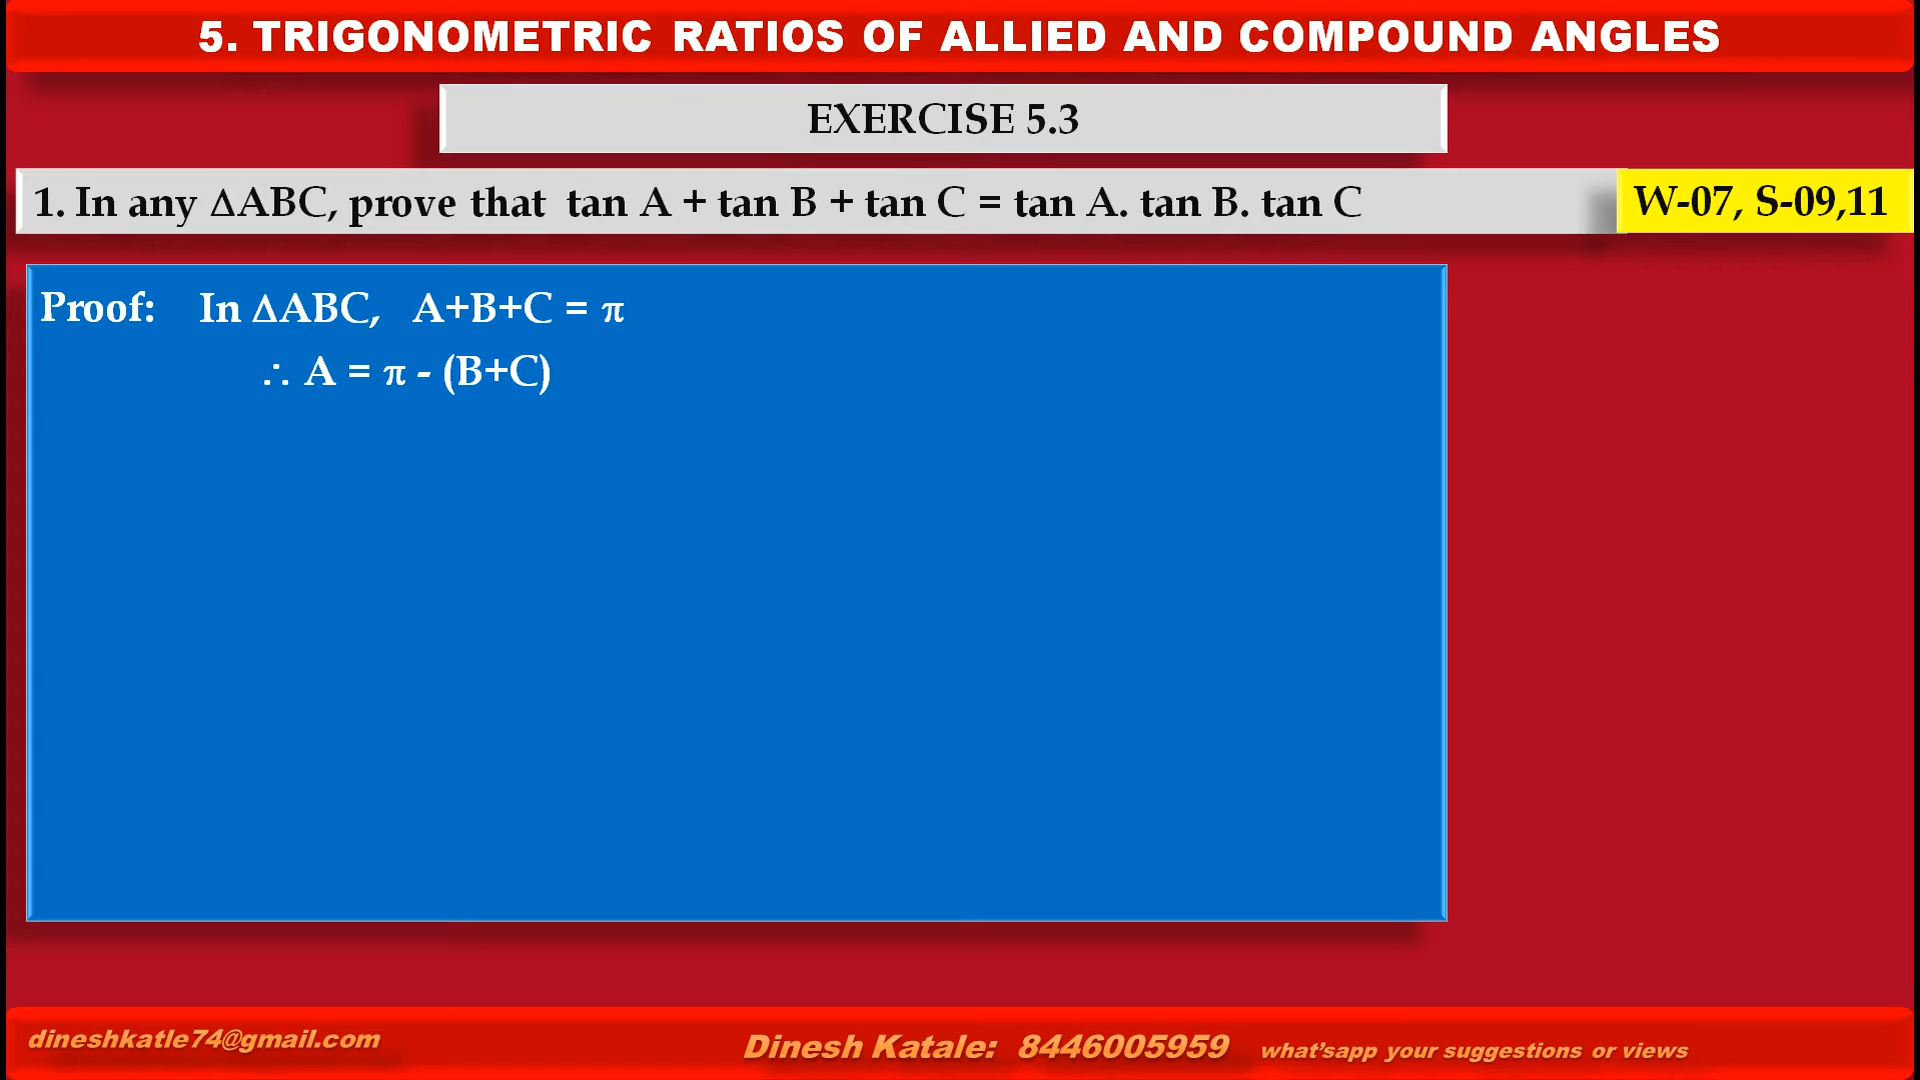 5. TRIGONOMETRIC RATIOS OF ALLIED AND COMPOUND ANGLES
EXERCISE 5.3
1. In any ΔABC, prove that tan A + tan B + tan C = tan A. tan B. tan C
W-07, S-09,11
Proof: In ΔABC, A+B+C = π
∴ A = π - (B+C)
dineshkatle74@gmail.com
Dinesh Katale: 8446005959 what'sapp your suggestions or views